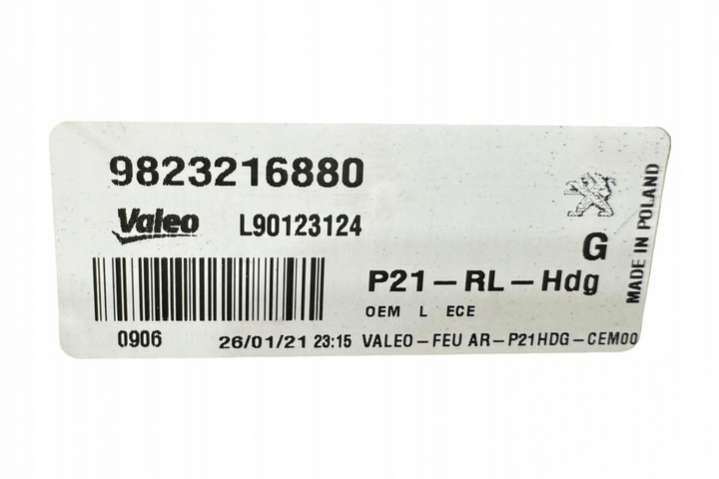 9823216880
Valeo L90123124
G
P21-RL-Hdg
OEM L ECE
0906
26/01/21 23:15 VALEO-FEU AR-P21HDG-CEM00
MADE IN POLAND